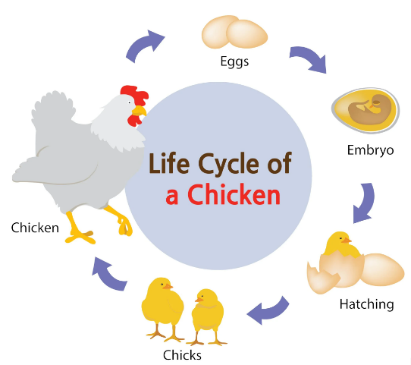 Life Cycle of
a Chicken
Eggs
Embryo
Hatching
Chicks
Chicken